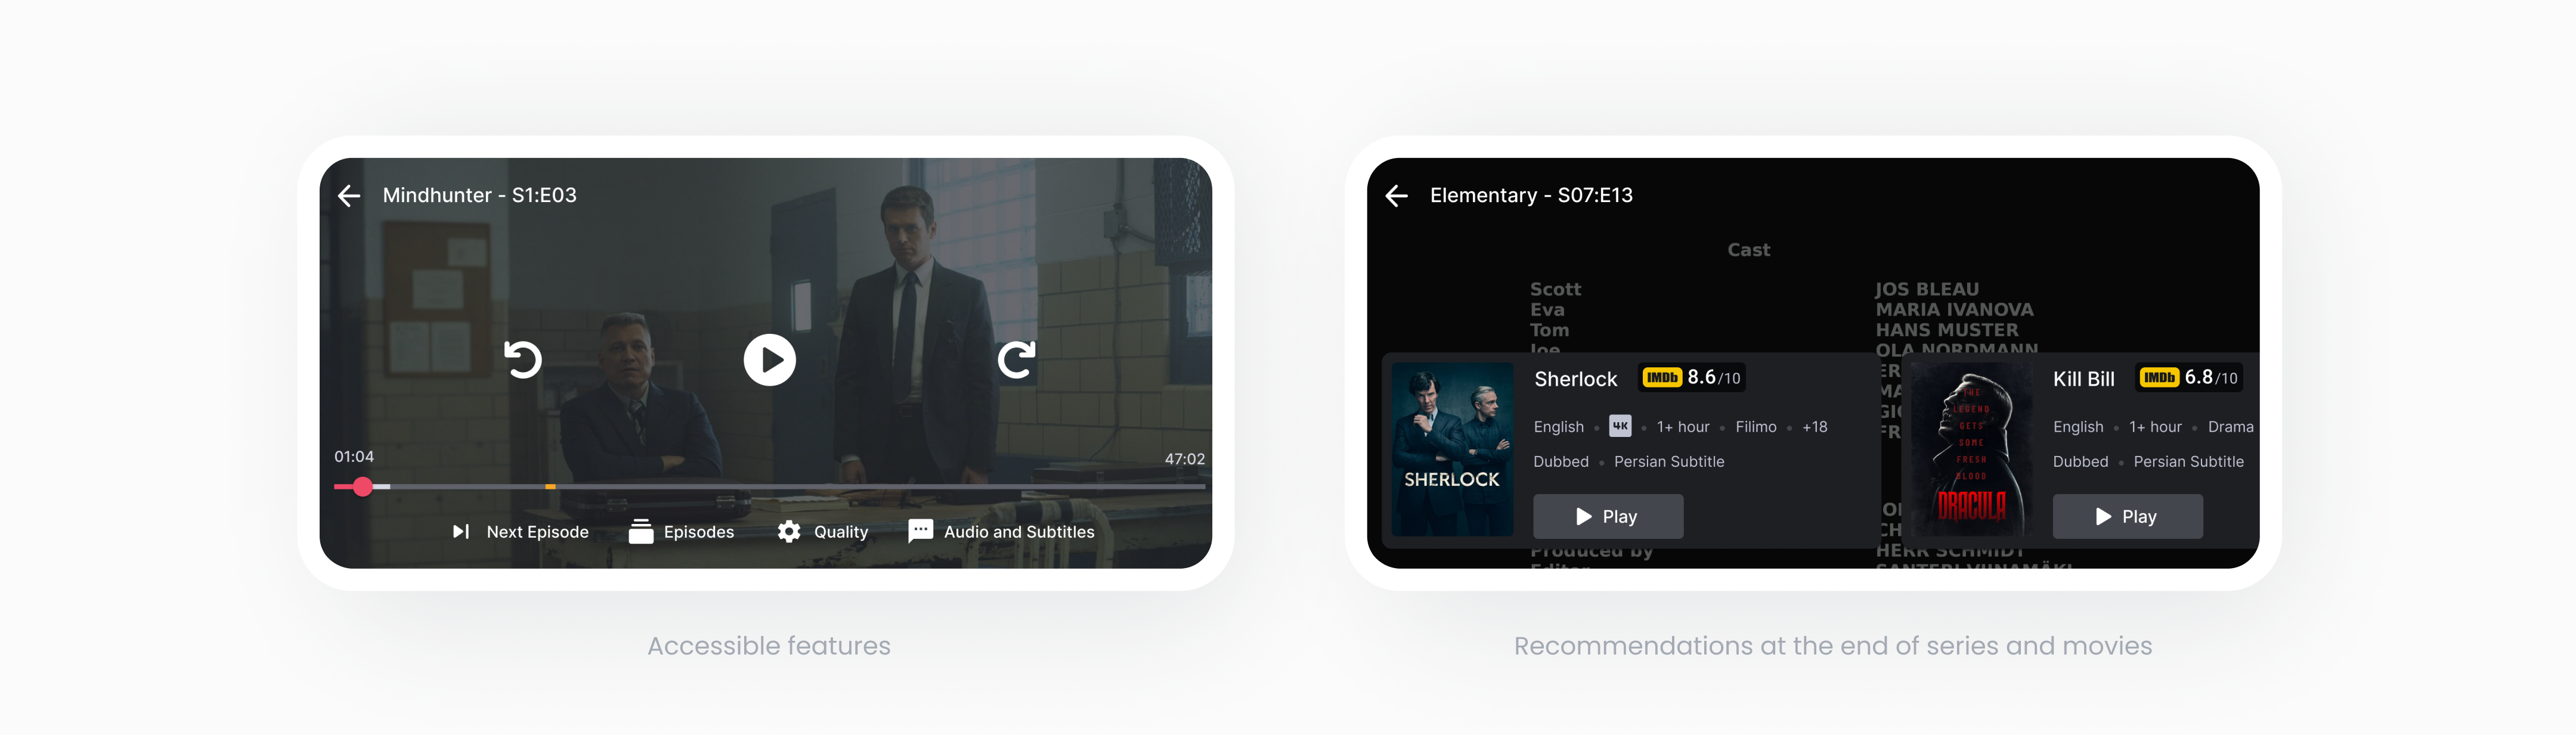 Mindhunter - S1:E03
01:04
47:02
Next Episode
Episodes
Quality
Audio and Subtitles
Accessible features
Elementary - S07:E13
Cast
Scott
JOS BLEAU
Eva
MARIA IVANOVA
Tom
HANS MUSTER
Joe
OLA NORDMANN
SHERLOCK
Sherlock
IMDb 8.6/10
English • 4K • 1+ hour • Filimo • +18
Dubbed • Persian Subtitle
Play
THE
LEGEND
GETS
SOME
FRESH
BLOOD
DRACULA
Kill Bill
IMDb 6.8/10
English • 1+ hour • Drama
Dubbed • Persian Subtitle
Play
Produced by
HERR SCHMIDT
Editor
SANTERI VIINAMÄKI
Recommendations at the end of series and movies